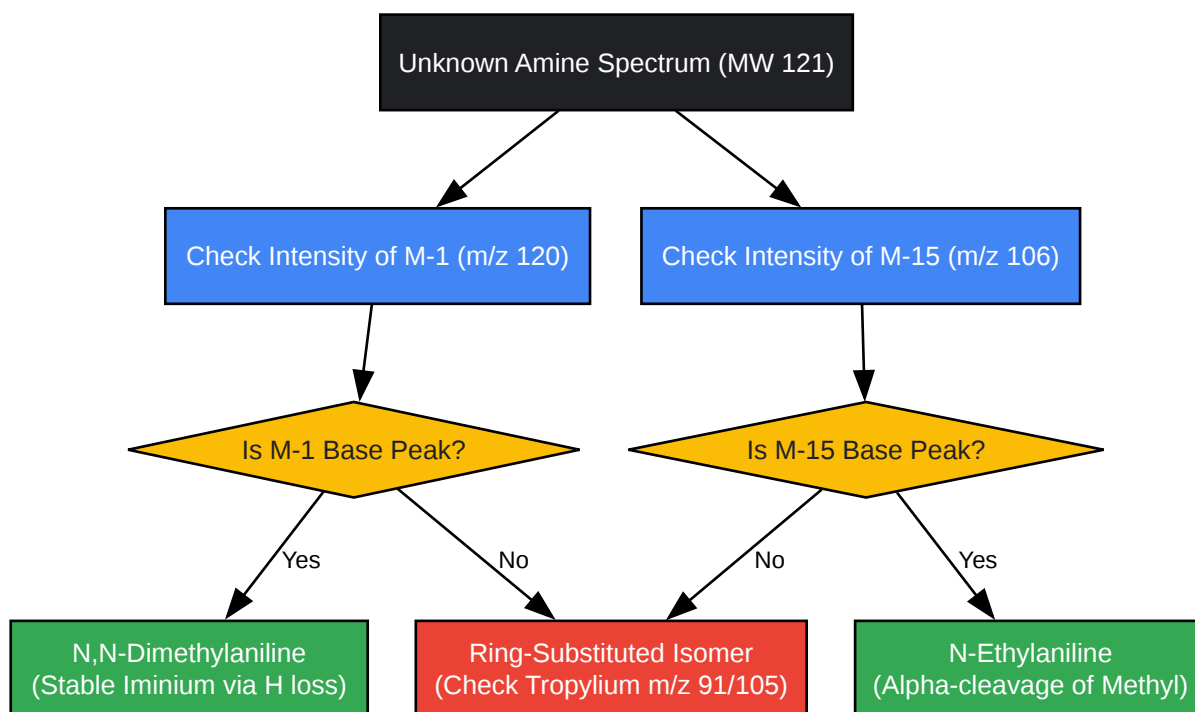 Unknown Amine Spectrum (MW 121)
Check Intensity of M-1 (m/z 120)
Check Intensity of M-15 (m/z 106)
Is M-1 Base Peak?
Is M-15 Base Peak?
Yes
No
No
Yes
N,N-Dimethylaniline
(Stable Iminium via H loss)
Ring-Substituted Isomer
(Check Tropylium m/z 91/105)
N-Ethylaniline
(Alpha-cleavage of Methyl)